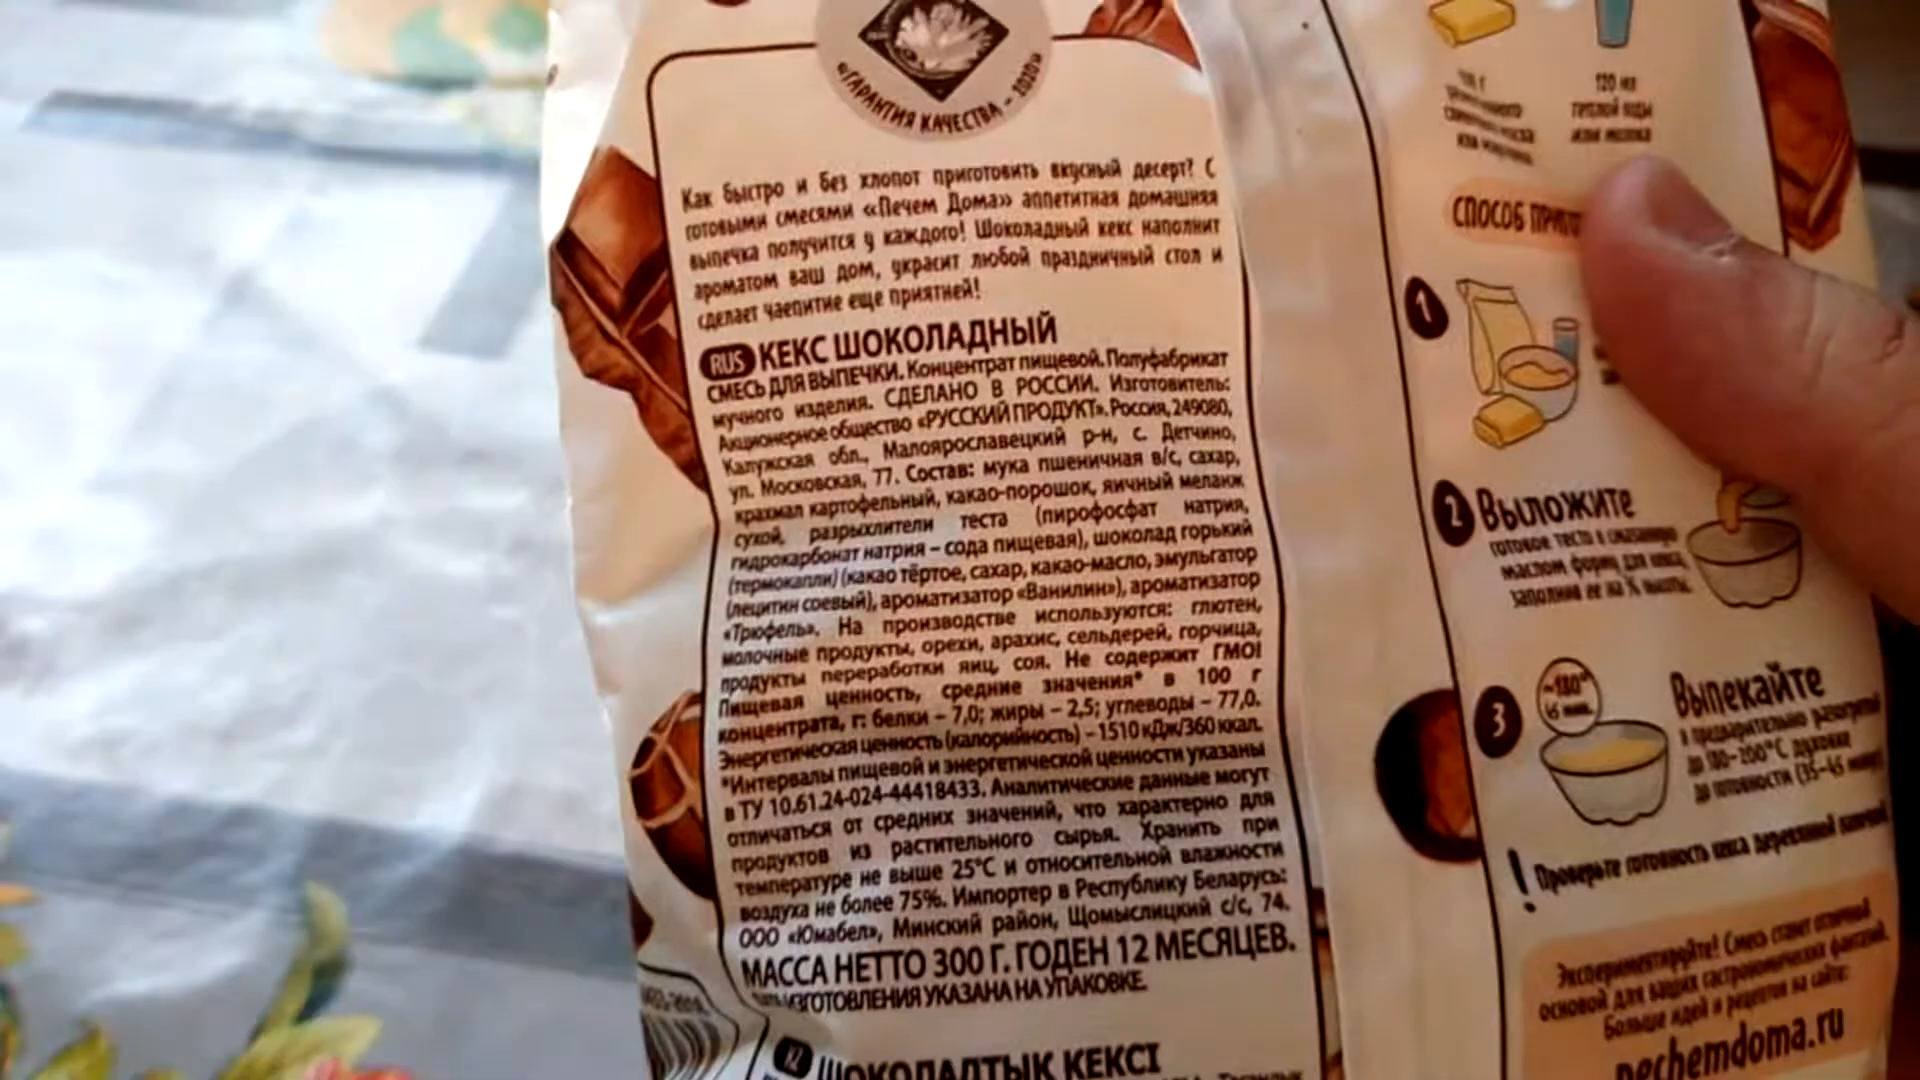 «ГАРАНТИЯ КАЧЕСТВА – 2020»
Как быстро и без хлопот приготовить вкусный десерт? С
готовыми смесями «Печем Дома» аппетитная домашняя
выпечка получится у каждого! Шоколадный кекс наполнит
ароматом ваш дом, украсит любой праздничный стол и
сделает чаепитие еще приятней!
RUS КЕКС ШОКОЛАДНЫЙ
СМЕСЬ ДЛЯ ВЫПЕЧКИ. Концентрат пищевой. Полуфабрикат
мучного изделия. СДЕЛАНО В РОССИИ. Изготовитель:
Акционерное общество «РУССКИЙ ПРОДУКТ». Россия, 249080,
Калужская обл., Малоярославецкий р-н, с. Детчино,
ул. Московская, 77. Состав: мука пшеничная в/с, сахар,
крахмал картофельный, какао-порошок, яичный меланж
сухой, разрыхлители теста (пирофосфат натрия,
гидрокарбонат натрия – сода пищевая), шоколад горький
(термокапли) (какао тёртое, сахар, какао-масло, эмульгатор
(лецитин соевый), ароматизатор «Ванилин»), ароматизатор
«Трюфель». На производстве используются: глютен,
молочные продукты, орехи, арахис, сельдерей, горчица,
продукты переработки яиц, соя. Не содержит ГМО!
Пищевая ценность, средние значения* в 100 г
концентрата, г: белки – 7,0; жиры – 2,5; углеводы – 77,0.
Энергетическая ценность (калорийность) – 1510 кДж/360 ккал.
*Интервалы пищевой и энергетической ценности указаны
в ТУ 10.61.24-024-44418433. Аналитические данные могут
отличаться от средних значений, что характерно для
продуктов из растительного сырья. Хранить при
температуре не выше 25°С и относительной влажности
воздуха не более 75%. Импортер в Республику Беларусь:
ООО «Юмабел», Минский район, Щомыслицкий с/с, 74.
МАССА НЕТТО 300 Г. ГОДЕН 12 МЕСЯЦЕВ.
ИЗГОТОВЛЕНИЯ УКАЗАНА НА УПАКОВКЕ.
KZ ШОКОЛАДТЫҚ КЕКСІ
120 мл
теплой воды
или молока
СПОСОБ
1
2 Выложите
готовое тесто в смазанную
маслом форму для кекса,
заполнив ее на
~180°
45 мин.
3 Выпекайте
в предварительно разогретой
до 180-200°С духовке
до готовности (35-45 минут)
! Проверьте готовность кекса деревянной палочкой
Экспериментируйте! Смесь станет отличной
основой для ваших гастрономических фантазий.
Больше идей и рецептов на сайте:
pechemdoma.ru